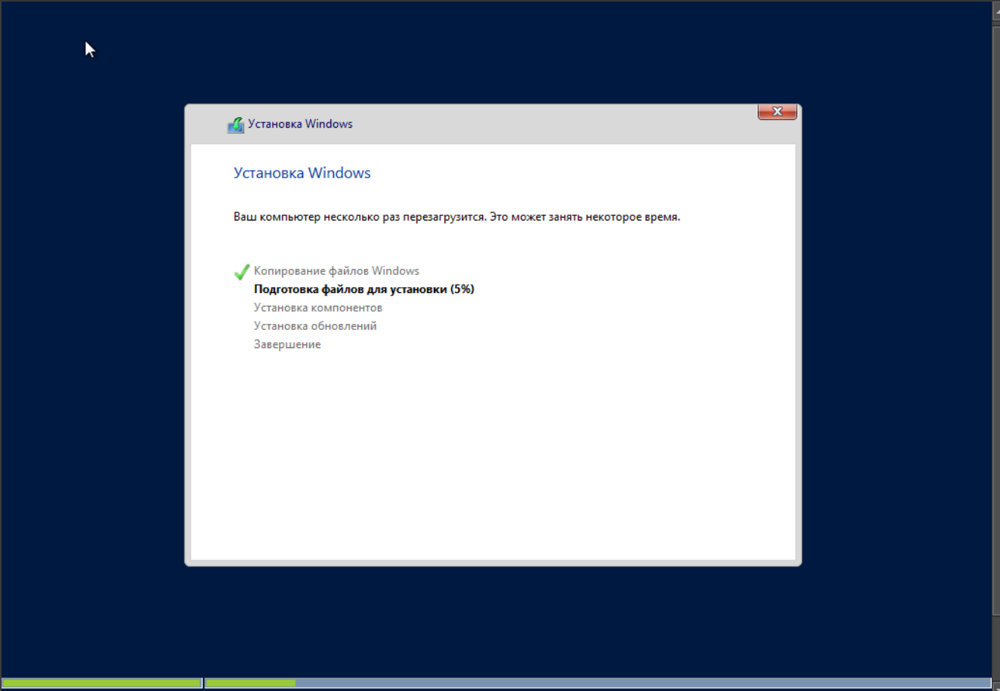 Установка Windows
Установка Windows
Ваш компьютер несколько раз перезагрузится. Это может занять некоторое время.
Копирование файлов Windows
Подготовка файлов для установки (5%)
Установка компонентов
Установка обновлений
Завершение